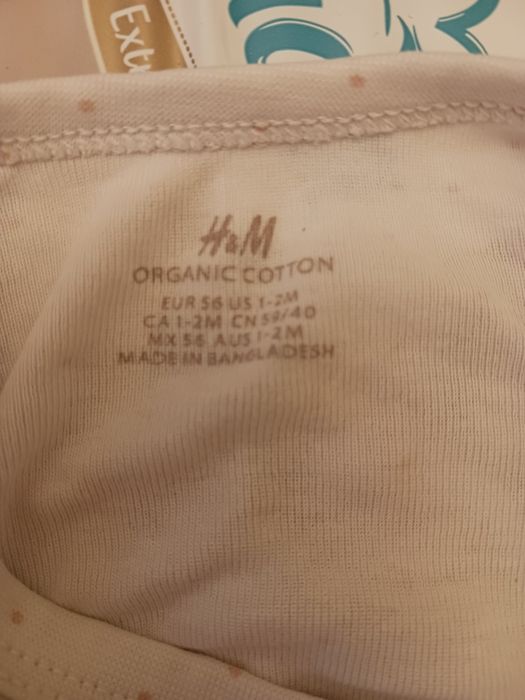 Extr
H&M
ORGANIC COTTON
EUR 56 US 1-2M
CA 1-2M CN 59/40
MX 56 AUS 1-2M
MADE IN BANGLADESH